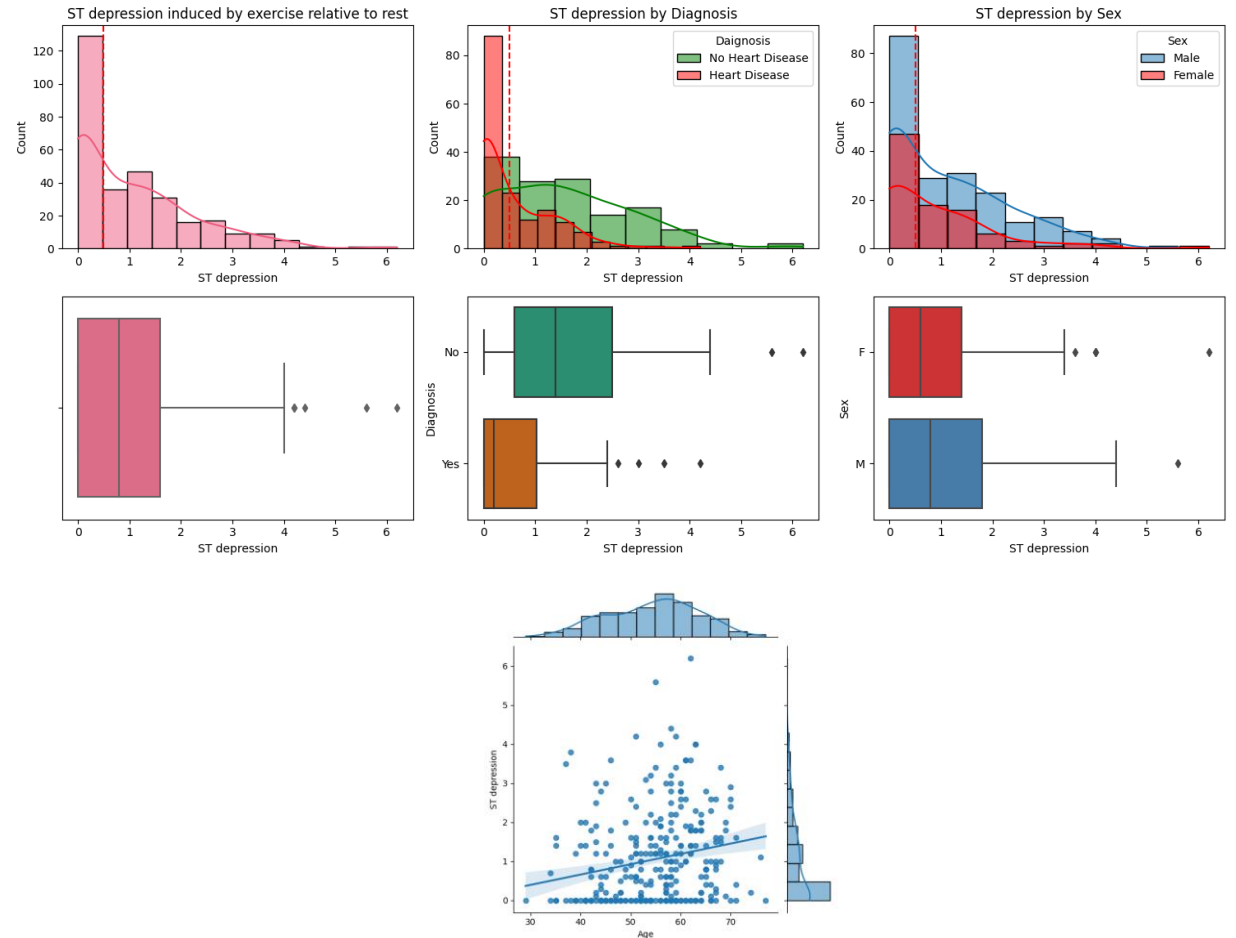 ST depression induced by exercise relative to rest
Count
120
100
80
60
40
20
0
0 1 2 3 4 5 6
ST depression
ST depression by Diagnosis
Daignosis
No Heart Disease
Heart Disease
Count
80
60
40
20
0
0 1 2 3 4 5 6
ST depression
ST depression by Sex
Sex
Male
Female
Count
80
60
40
20
0
0 1 2 3 4 5 6
ST depression
0 1 2 3 4 5 6
ST depression
Diagnosis
No
Yes
0 1 2 3 4 5 6
ST depression
Sex
F
M
0 1 2 3 4 5 6
ST depression
ST depression
6
5
4
3
2
1
0
30 40 50 60 70
Age